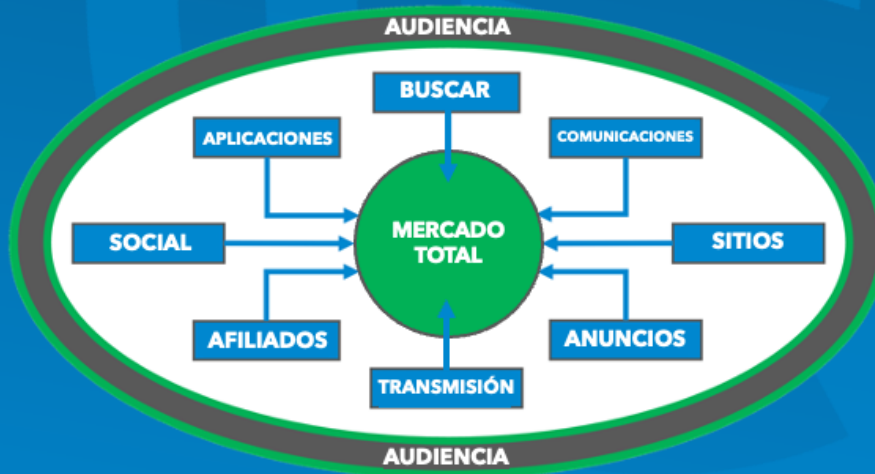 AUDIENCIA
BUSCAR
APLICACIONES
COMUNICACIONES
MERCADO
TOTAL
SOCIAL
SITIOS
AFILIADOS
ANUNCIOS
TRANSMISIÓN
AUDIENCIA